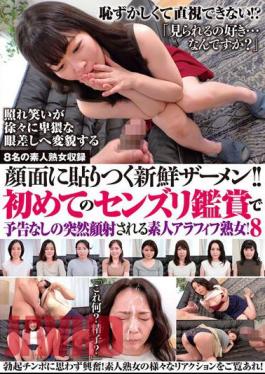 恥ずかしくて直視できない!?
「見られるの好き…
なんですか?」
照れ笑いが
徐々に卑猥な
眼差しへ変貌する
8名の素人熟女収録
顔面に貼りつく新鮮ザーメン!!
初めてのセンズリ鑑賞で
予告なしの突然顔射される素人アラフィフ熟女!8
「これ何?精子?」
勃起チンポに思わず興奮!素人熟女の様々なリアクションをご覧あれ!